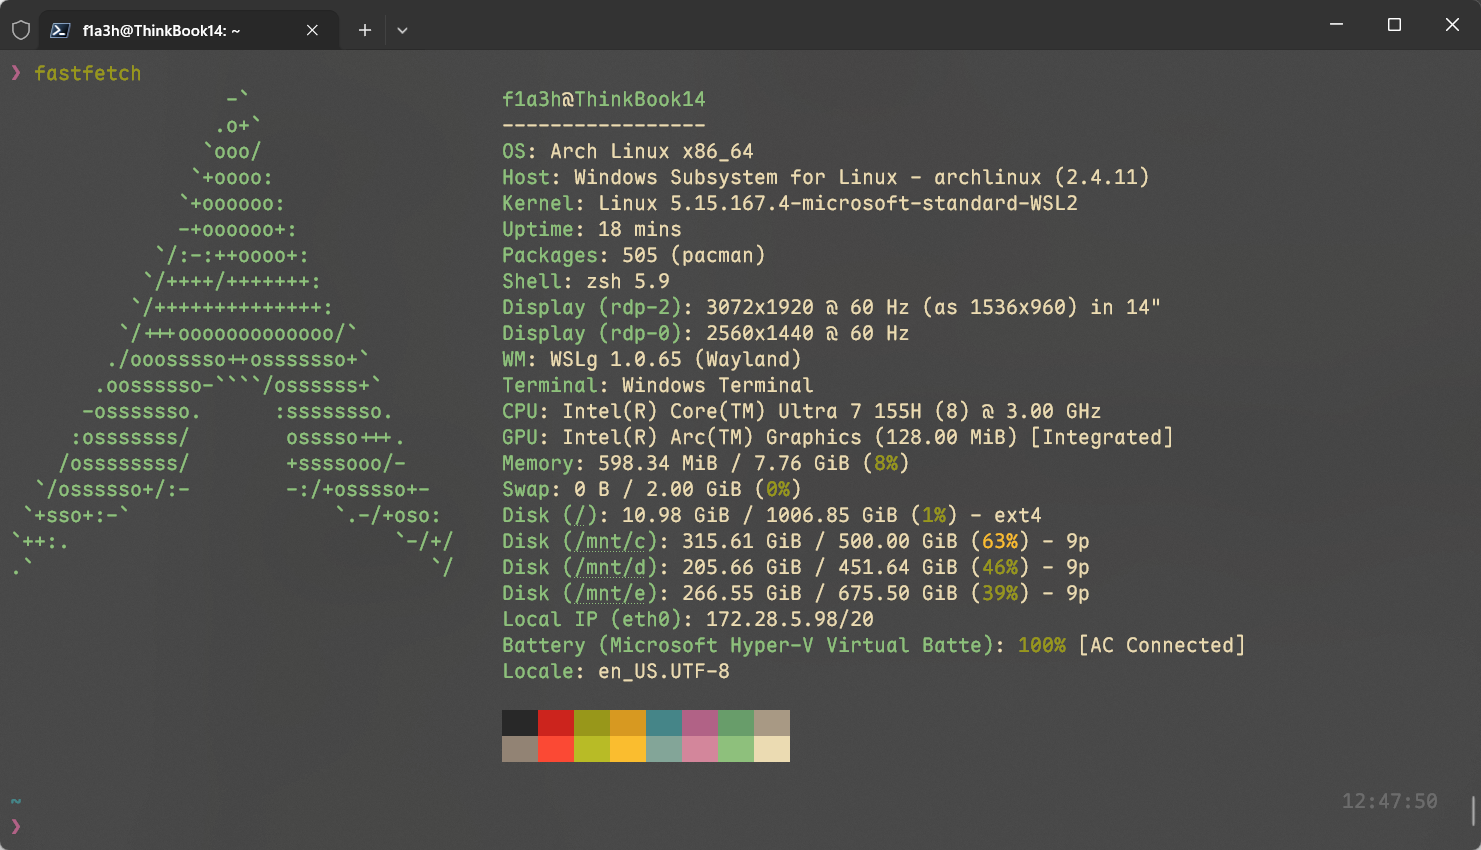 f1a3h@ThinkBook14: ~
❯ fastfetch
                  -`                     f1a3h@ThinkBook14
                 .o+`                    -----------------
                `ooo/                    OS: Arch Linux x86_64
               `+oooo:                   Host: Windows Subsystem for Linux - archlinux (2.4.11)
              `+oooooo:                  Kernel: Linux 5.15.167.4-microsoft-standard-WSL2
              -+oooooo+:                 Uptime: 18 mins
            `/:-:++oooo+:                Packages: 505 (pacman)
           `/++++/+++++++:               Shell: zsh 5.9
          `/++++++++++++++:              Display (rdp-2): 3072x1920 @ 60 Hz (as 1536x960) in 14"
         `/+++ooooooooooooo/`            Display (rdp-0): 2560x1440 @ 60 Hz
        ./ooosssso++osssssso+`           WM: WSLg 1.0.65 (Wayland)
       .oossssso-````/ossssss+`          Terminal: Windows Terminal
      -osssssso.      :ssssssso.         CPU: Intel(R) Core(TM) Ultra 7 155H (8) @ 3.00 GHz
     :osssssss/        osssso+++.        GPU: Intel(R) Arc(TM) Graphics (128.00 MiB) [Integrated]
    /ossssssss/        +ssssooo/-        Memory: 598.34 MiB / 7.76 GiB (8%)
  `/ossssso+/:-        -:/+osssso+-      Swap: 0 B / 2.00 GiB (0%)
 `+sso+:-`                 `.-/+oso:     Disk (/): 10.98 GiB / 1006.85 GiB (1%) - ext4
`++:.                           `-/+/    Disk (/mnt/c): 315.61 GiB / 500.00 GiB (63%) - 9p
.`                                 `/    Disk (/mnt/d): 205.66 GiB / 451.64 GiB (46%) - 9p
Disk (/mnt/e): 266.55 GiB / 675.50 GiB (39%) - 9p
Local IP (eth0): 172.28.5.98/20
Battery (Microsoft Hyper-V Virtual Batte): 100% [AC Connected]
Locale: en_US.UTF-8
~ 12:47:50
❯